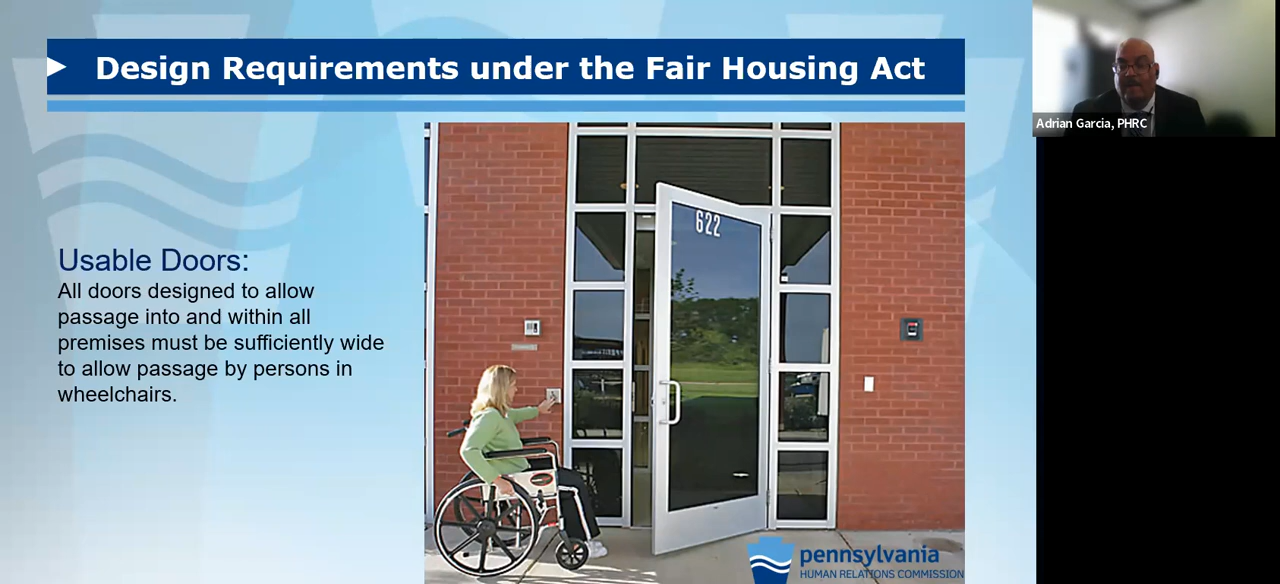 Design Requirements under the Fair Housing Act
Adrian Garcia, PHRC
622
Usable Doors:
All doors designed to allow
passage into and within all
premises must be sufficiently wide
to allow passage by persons in
wheelchairs.
pennsylvania
HUMAN RELATIONS COMMISSION